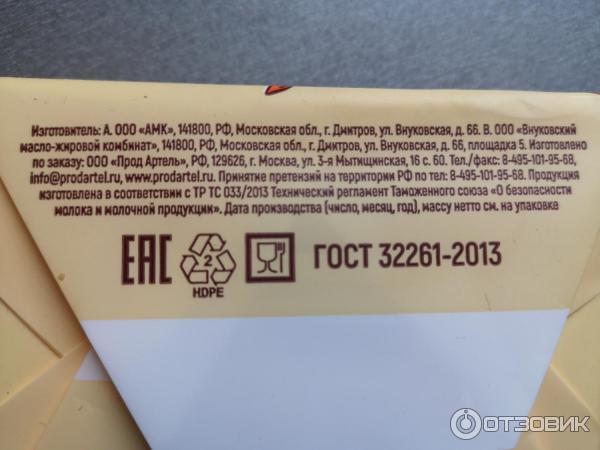 Изготовитель: А. ООО «АМК», 141800, РФ, Московская обл., г. Дмитров, ул. Внуковская, д. 66. В. ООО «Внуковский
масло-жировой комбинат», 141800, РФ, Московская обл., г. Дмитров, ул. Внуковская, д. 66, площадка 5. Изготовлено
по заказу: ООО «Прод Артель», РФ, 129626, г. Москва, ул. 3-я Мытищинская, 16 с. 60. Тел./факс: 8-495-101-95-68,
info@prodartel.ru, www.prodartel.ru. Принятие претензий на территории РФ по тел: 8-495-101-95-68. Продукция
изготовлена в соответствии с ТР ТС 033/2013 Технический регламент Таможенного союза «О безопасности
молока и молочной продукции». Дата производства (число, месяц, год), массу нетто см. на упаковке
ЕАС
2
HDPE
ГОСТ 32261-2013
ОТЗОВИК